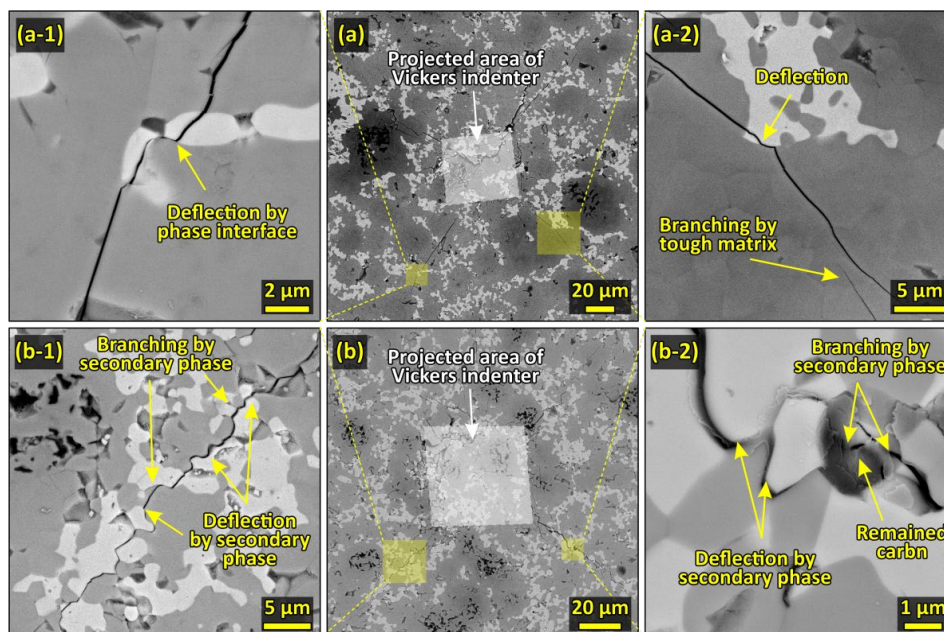 (a-1)
Deflection by
phase interface
2 μm
(a)
Projected area of
Vickers indenter
20 μm
(a-2)
Deflection
Branching by
tough matrix
5 μm
(b-1)
Branching by
secondary phase
Deflection
by secondary
phase
5 μm
(b)
Projected area of
Vickers indenter
20 μm
(b-2)
Branching by
secondary phase
Deflection by
secondary phase
Remained
carbn
1 μm